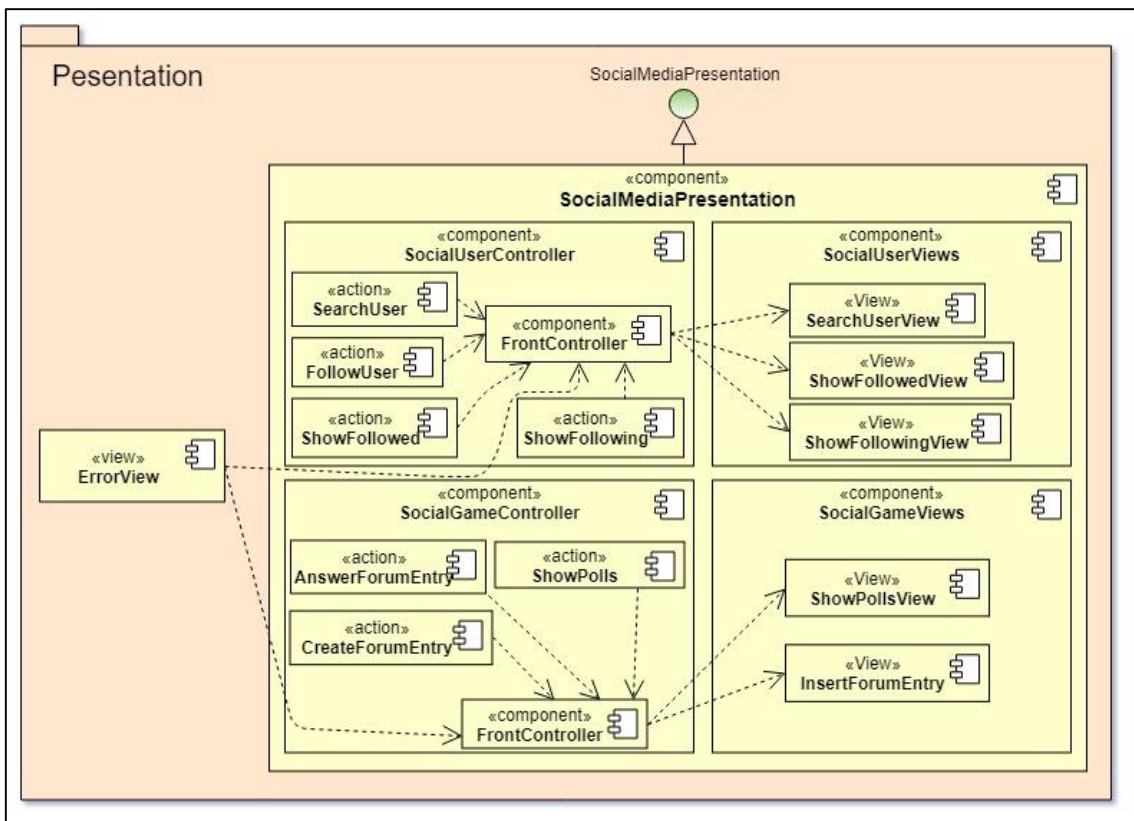 Pesentation
SocialMediaPresentation
«component»
SocialMediaPresentation
«component»
SocialUserController
«action»
SearchUser
«action»
FollowUser
«action»
ShowFollowed
«component»
FrontController
«action»
ShowFollowing
«component»
SocialUserViews
«View»
SearchUserView
«View»
ShowFollowedView
«View»
ShowFollowingView
«view»
ErrorView
«component»
SocialGameController
«action»
AnswerForumEntry
«action»
ShowPolls
«action»
CreateForumEntry
«component»
FrontController
«component»
SocialGameViews
«View»
ShowPollsView
«View»
InsertForumEntry